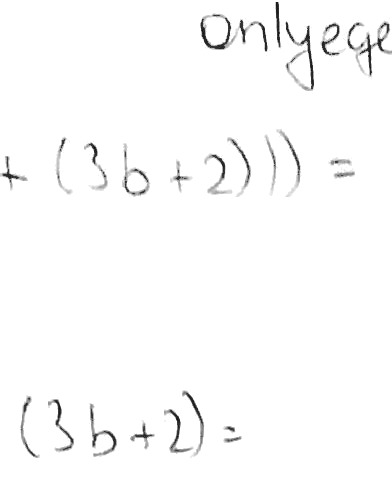 onlyege
+ (3b+2))) =
(3b+2) =